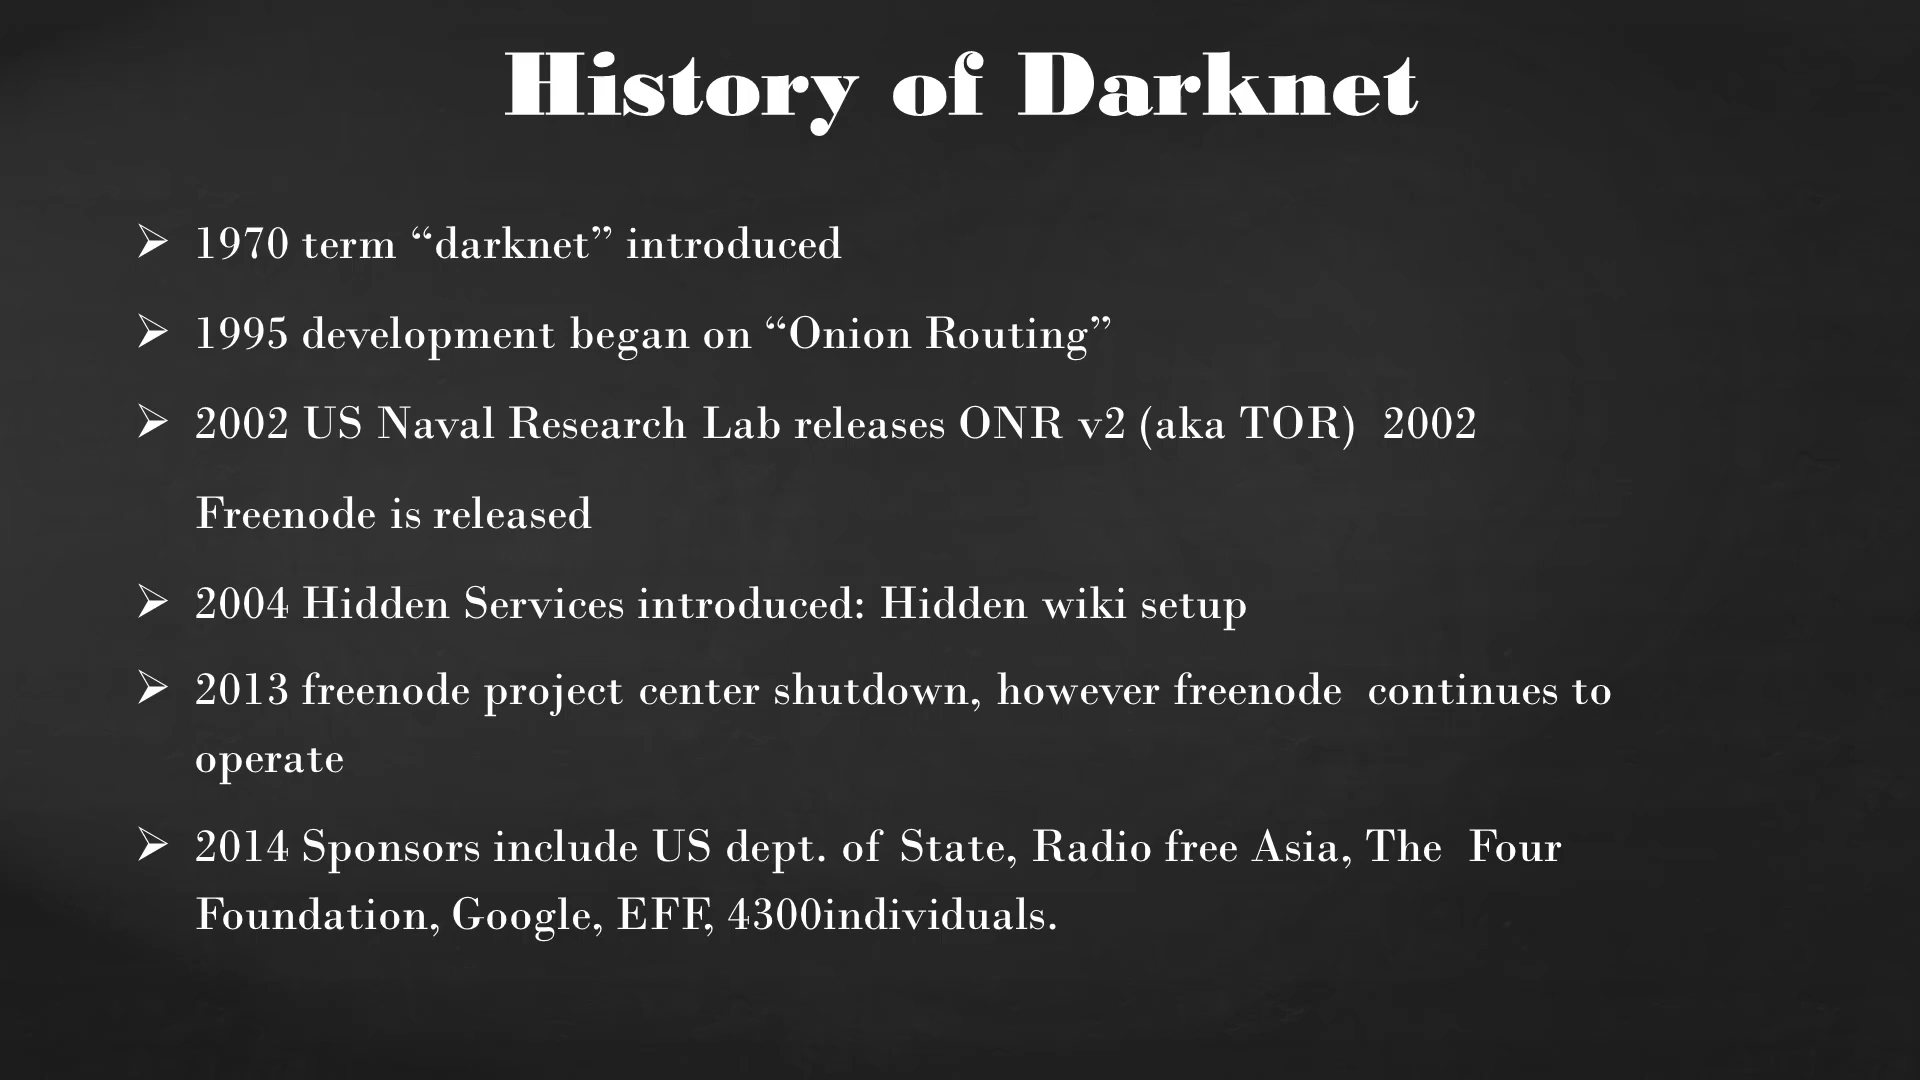 History of Darknet
➢ 1970 term “darknet” introduced
➢ 1995 development began on “Onion Routing”
➢ 2002 US Naval Research Lab releases ONR v2 (aka TOR)  2002
Freenode is released
➢ 2004 Hidden Services introduced: Hidden wiki setup
➢ 2013 freenode project center shutdown, however freenode  continues to
operate
➢ 2014 Sponsors include US dept. of State, Radio free Asia, The  Four
Foundation, Google, EFF, 4300individuals.